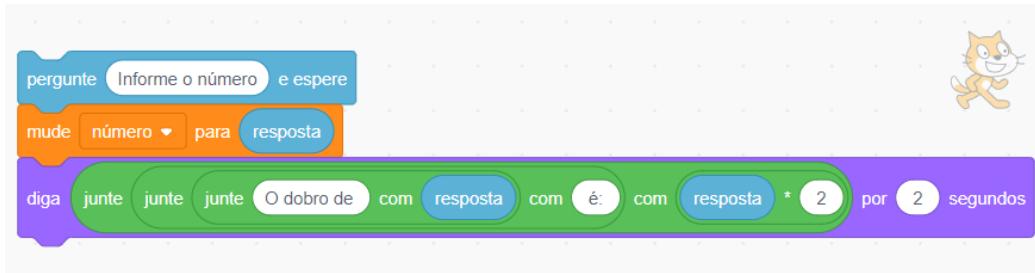 pergunte Informe o número e espere
mude número para resposta
diga junte junte junte O dobro de com resposta com é: com resposta * 2 por 2 segundos